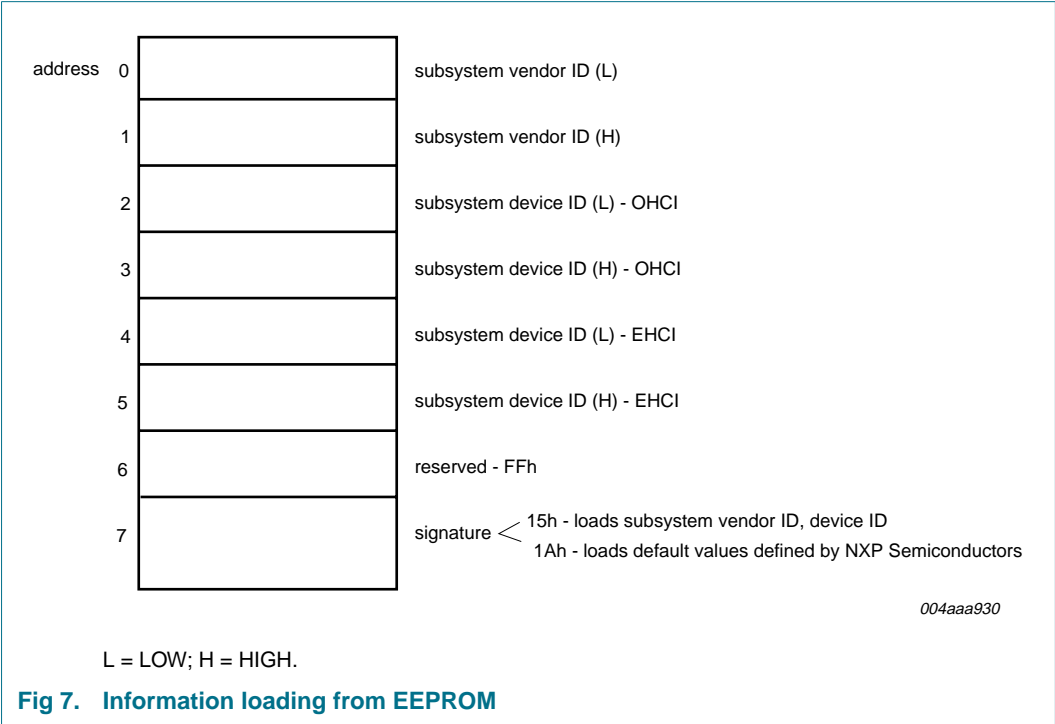 address 0 subsystem vendor ID (L)
1 subsystem vendor ID (H)
2 subsystem device ID (L) - OHCI
3 subsystem device ID (H) - OHCI
4 subsystem device ID (L) - EHCI
5 subsystem device ID (H) - EHCI
6 reserved - FFh
7 signature 15h - loads subsystem vendor ID, device ID
1Ah - loads default values defined by NXP Semiconductors
004aaa930
L = LOW; H = HIGH.
Fig 7. Information loading from EEPROM